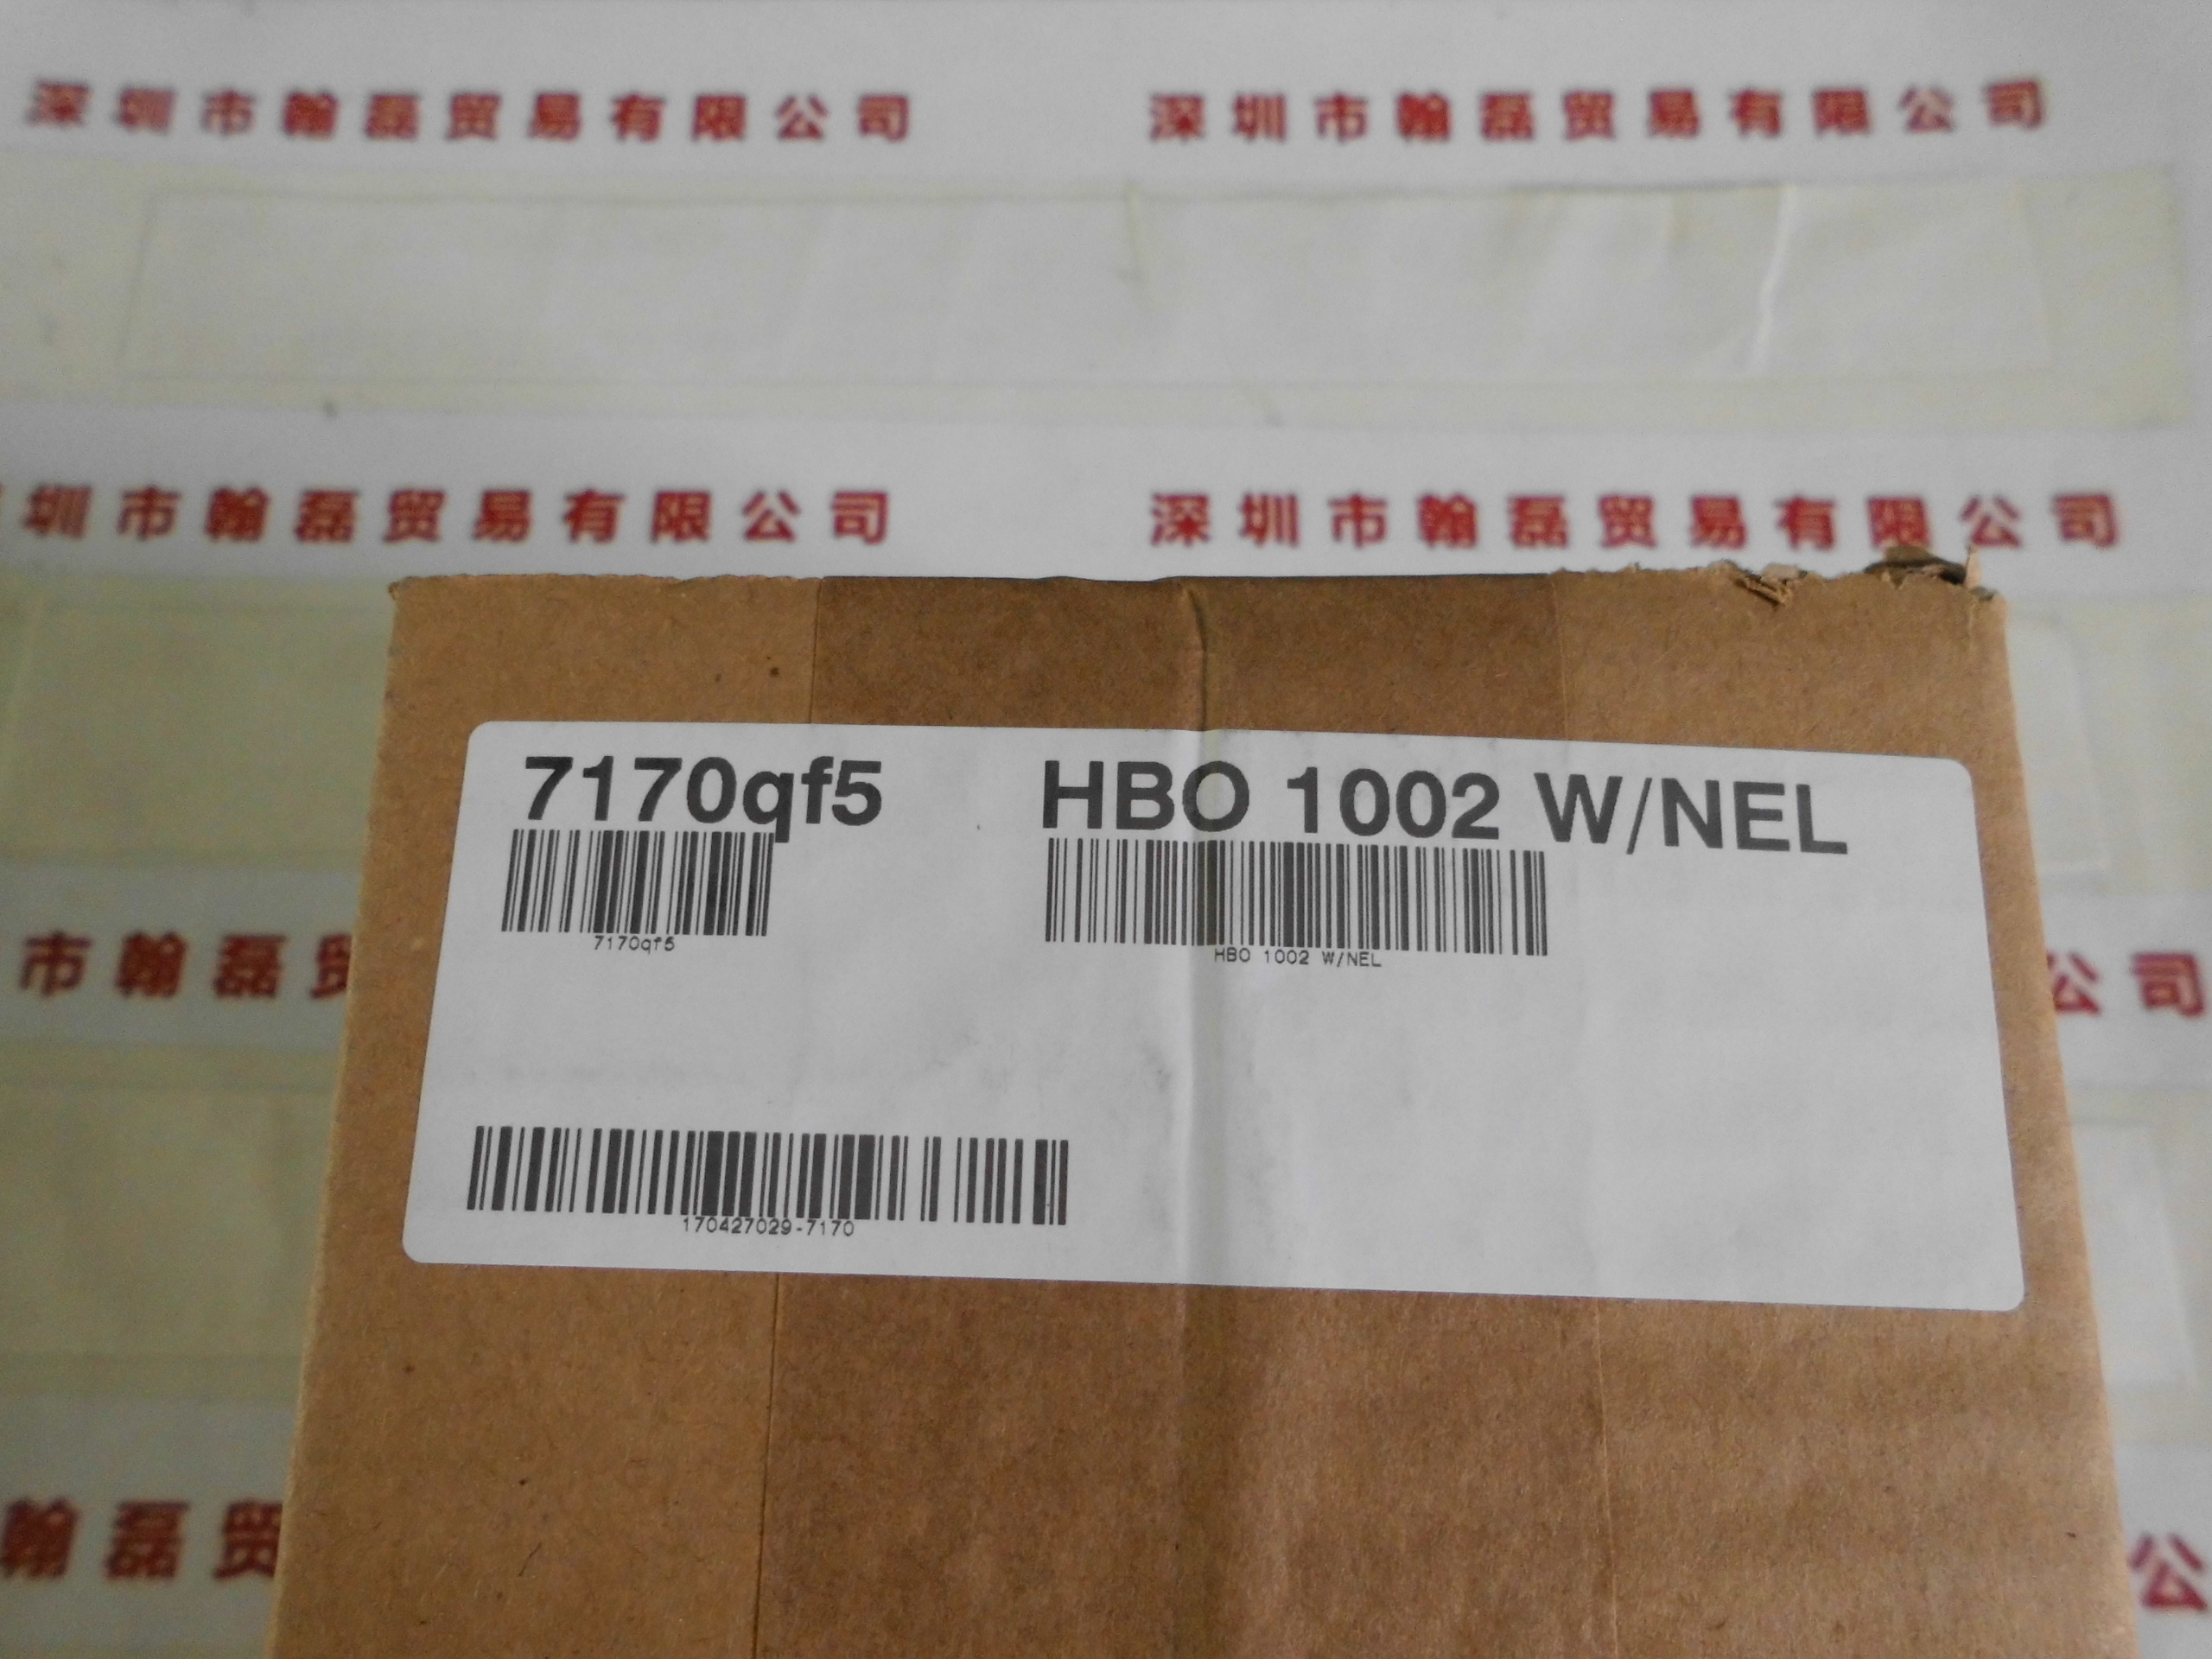 深圳市翰磊贸易有限公司 深圳市翰磊贸易有限公司
圳市翰磊贸易有限公司 深圳市翰磊贸易有限公司
7170qf5 HBO 1002 W/NEL
7170qf5 HBO 1002 W/NEL
市翰磊贸 公司
170427029-7170
翰磊贸 公